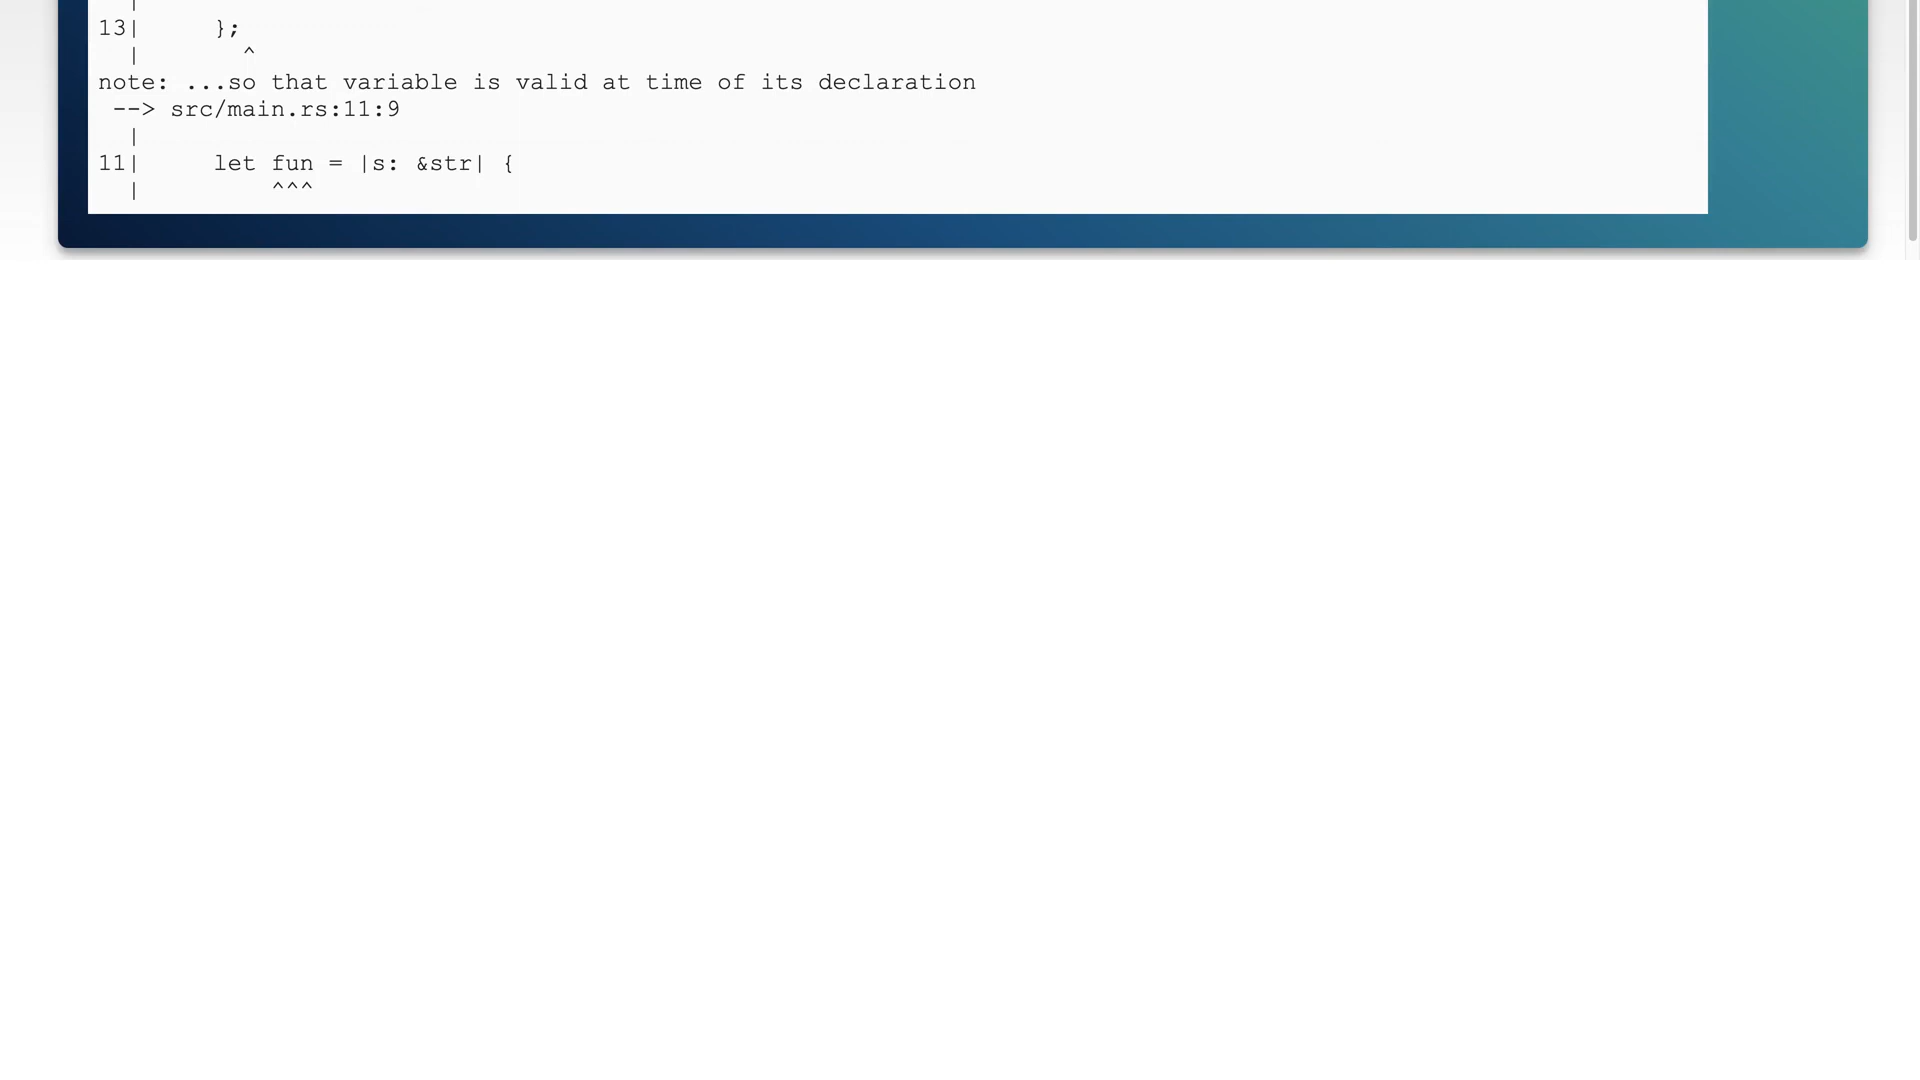 |
13|     };
  |       ^
note: ...so that variable is valid at time of its declaration
 --> src/main.rs:11:9
  |
11|     let fun = |s: &str| {
  |         ^^^